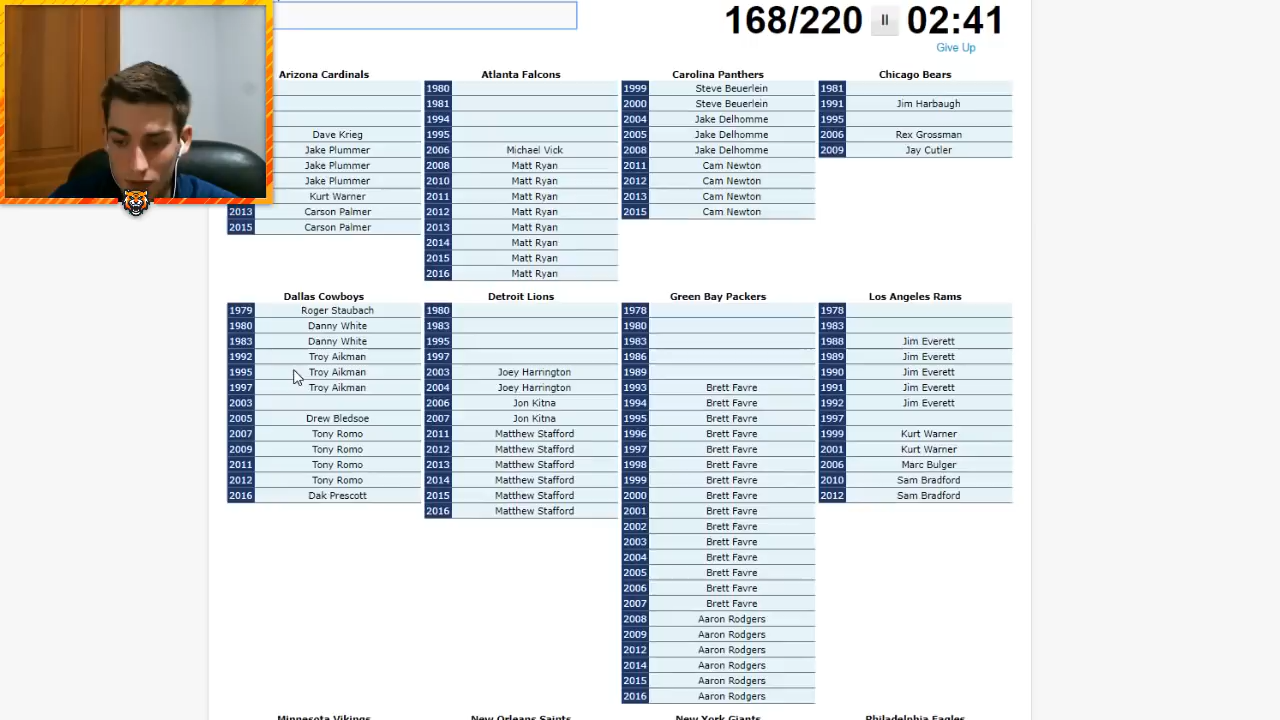 168/220 02:41
Give Up
Arizona Cardinals
Dave Krieg
Jake Plummer
Jake Plummer
Jake Plummer
Kurt Warner
2013 Carson Palmer
2015 Carson Palmer
Atlanta Falcons
1980
1981
1994
1995
2006 Michael Vick
2008 Matt Ryan
2010 Matt Ryan
2011 Matt Ryan
2012 Matt Ryan
2013 Matt Ryan
2014 Matt Ryan
2015 Matt Ryan
2016 Matt Ryan
Carolina Panthers
1999 Steve Beuerlein
2000 Steve Beuerlein
2004 Jake Delhomme
2005 Jake Delhomme
2008 Jake Delhomme
2011 Cam Newton
2012 Cam Newton
2013 Cam Newton
2015 Cam Newton
Chicago Bears
1981
1991 Jim Harbaugh
1995
2006 Rex Grossman
2009 Jay Cutler
Dallas Cowboys
1979 Roger Staubach
1980 Danny White
1983 Danny White
1992 Troy Aikman
1995 Troy Aikman
1997 Troy Aikman
2003
2005 Drew Bledsoe
2007 Tony Romo
2009 Tony Romo
2011 Tony Romo
2012 Tony Romo
2016 Dak Prescott
Detroit Lions
1980
1983
1995
1997
2003 Joey Harrington
2004 Joey Harrington
2006 Jon Kitna
2007 Jon Kitna
2011 Matthew Stafford
2012 Matthew Stafford
2013 Matthew Stafford
2014 Matthew Stafford
2015 Matthew Stafford
2016 Matthew Stafford
Green Bay Packers
1978
1980
1983
1986
1989
1993 Brett Favre
1994 Brett Favre
1995 Brett Favre
1996 Brett Favre
1997 Brett Favre
1998 Brett Favre
1999 Brett Favre
2000 Brett Favre
2001 Brett Favre
2002 Brett Favre
2003 Brett Favre
2004 Brett Favre
2005 Brett Favre
2006 Brett Favre
2007 Brett Favre
2008 Aaron Rodgers
2009 Aaron Rodgers
2012 Aaron Rodgers
2014 Aaron Rodgers
2015 Aaron Rodgers
2016 Aaron Rodgers
Los Angeles Rams
1978
1983
1988 Jim Everett
1989 Jim Everett
1990 Jim Everett
1991 Jim Everett
1992 Jim Everett
1997
1999 Kurt Warner
2001 Kurt Warner
2006 Marc Bulger
2010 Sam Bradford
2012 Sam Bradford
Minnesota Vikings
New Orleans Saints
New York Giants
Philadelphia Eagles